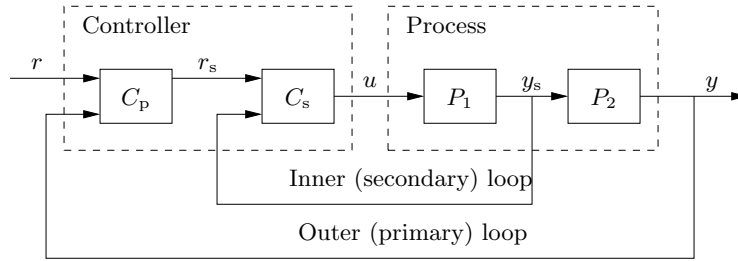 Controller
Process
r
r_s
u
y_s
y
C_p
C_s
P_1
P_2
Inner (secondary) loop
Outer (primary) loop